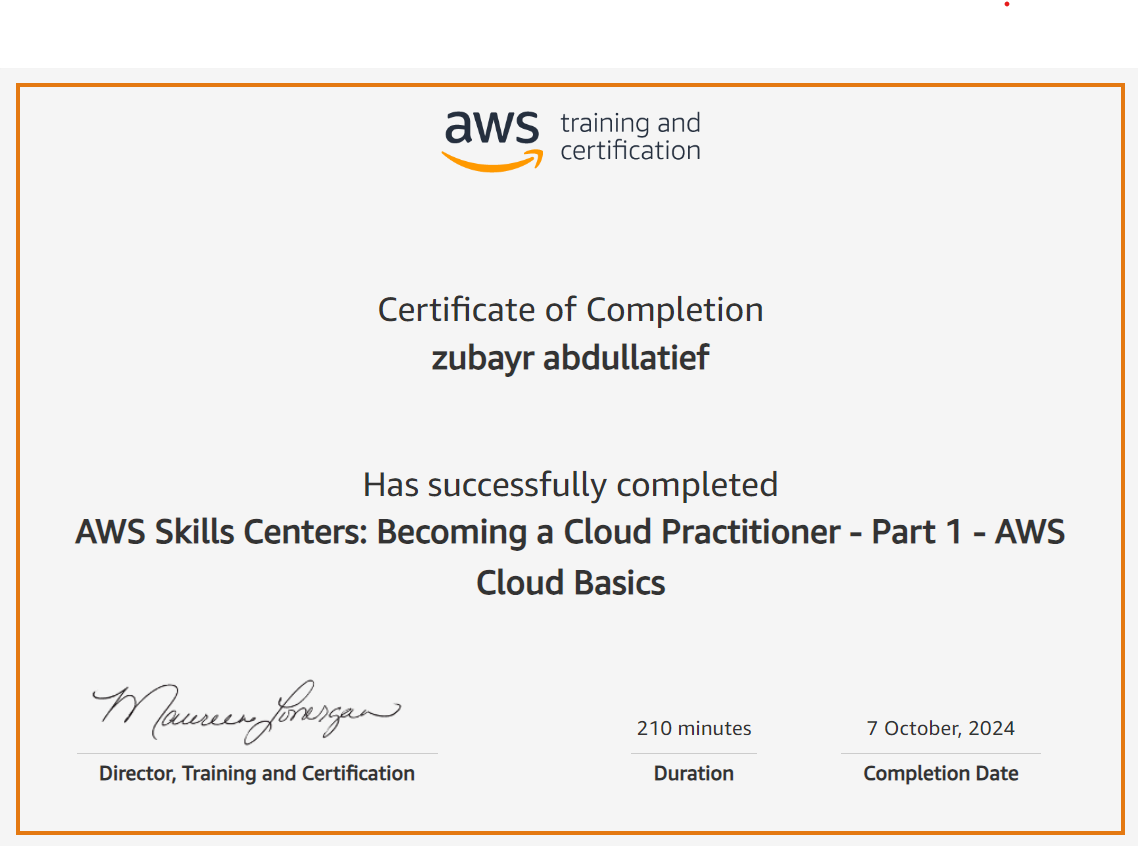 aws training and
certification
Certificate of Completion
zubayr abdullatief
Has successfully completed
AWS Skills Centers: Becoming a Cloud Practitioner - Part 1 - AWS
Cloud Basics
Maureen Lonergan
210 minutes
7 October, 2024
Director, Training and Certification
Duration
Completion Date